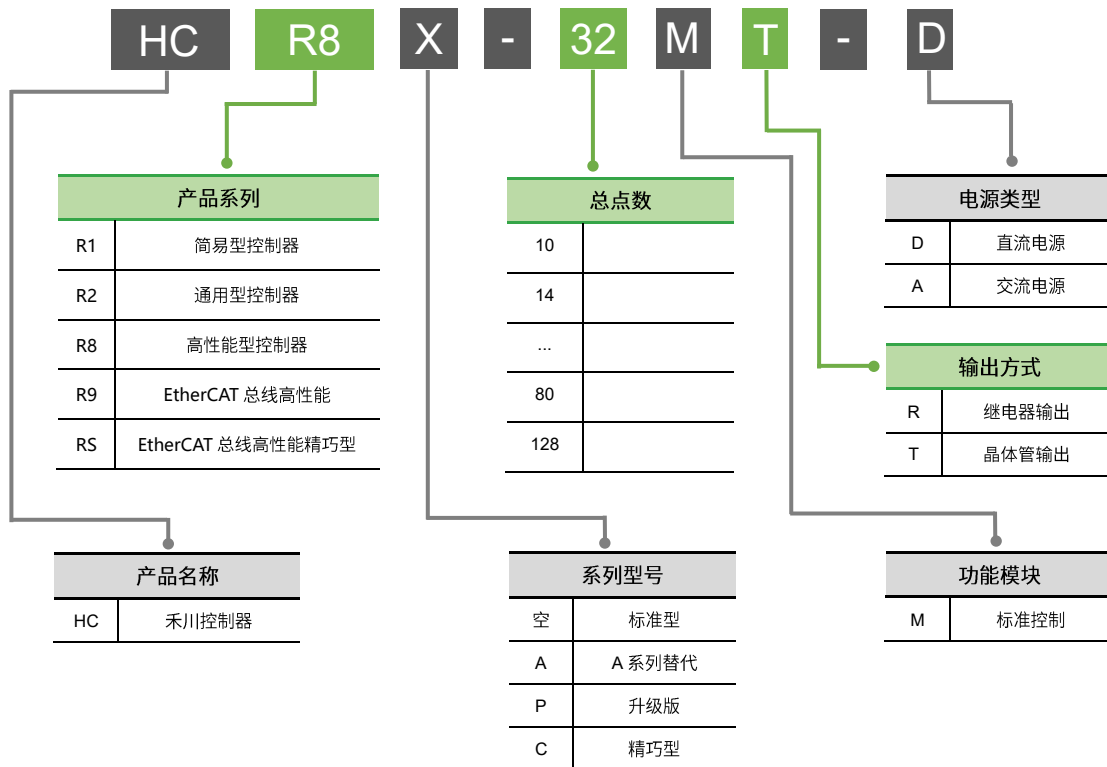 HC R8 X - 32 M T - D
产品系列
R1 简易型控制器
R2 通用型控制器
R8 高性能型控制器
R9 EtherCAT 总线高性能
RS EtherCAT 总线高性能精巧型
总点数
10
14
...
80
128
电源类型
D 直流电源
A 交流电源
输出方式
R 继电器输出
T 晶体管输出
产品名称
HC 禾川控制器
系列型号
空 标准型
A A 系列替代
P 升级版
C 精巧型
功能模块
M 标准控制